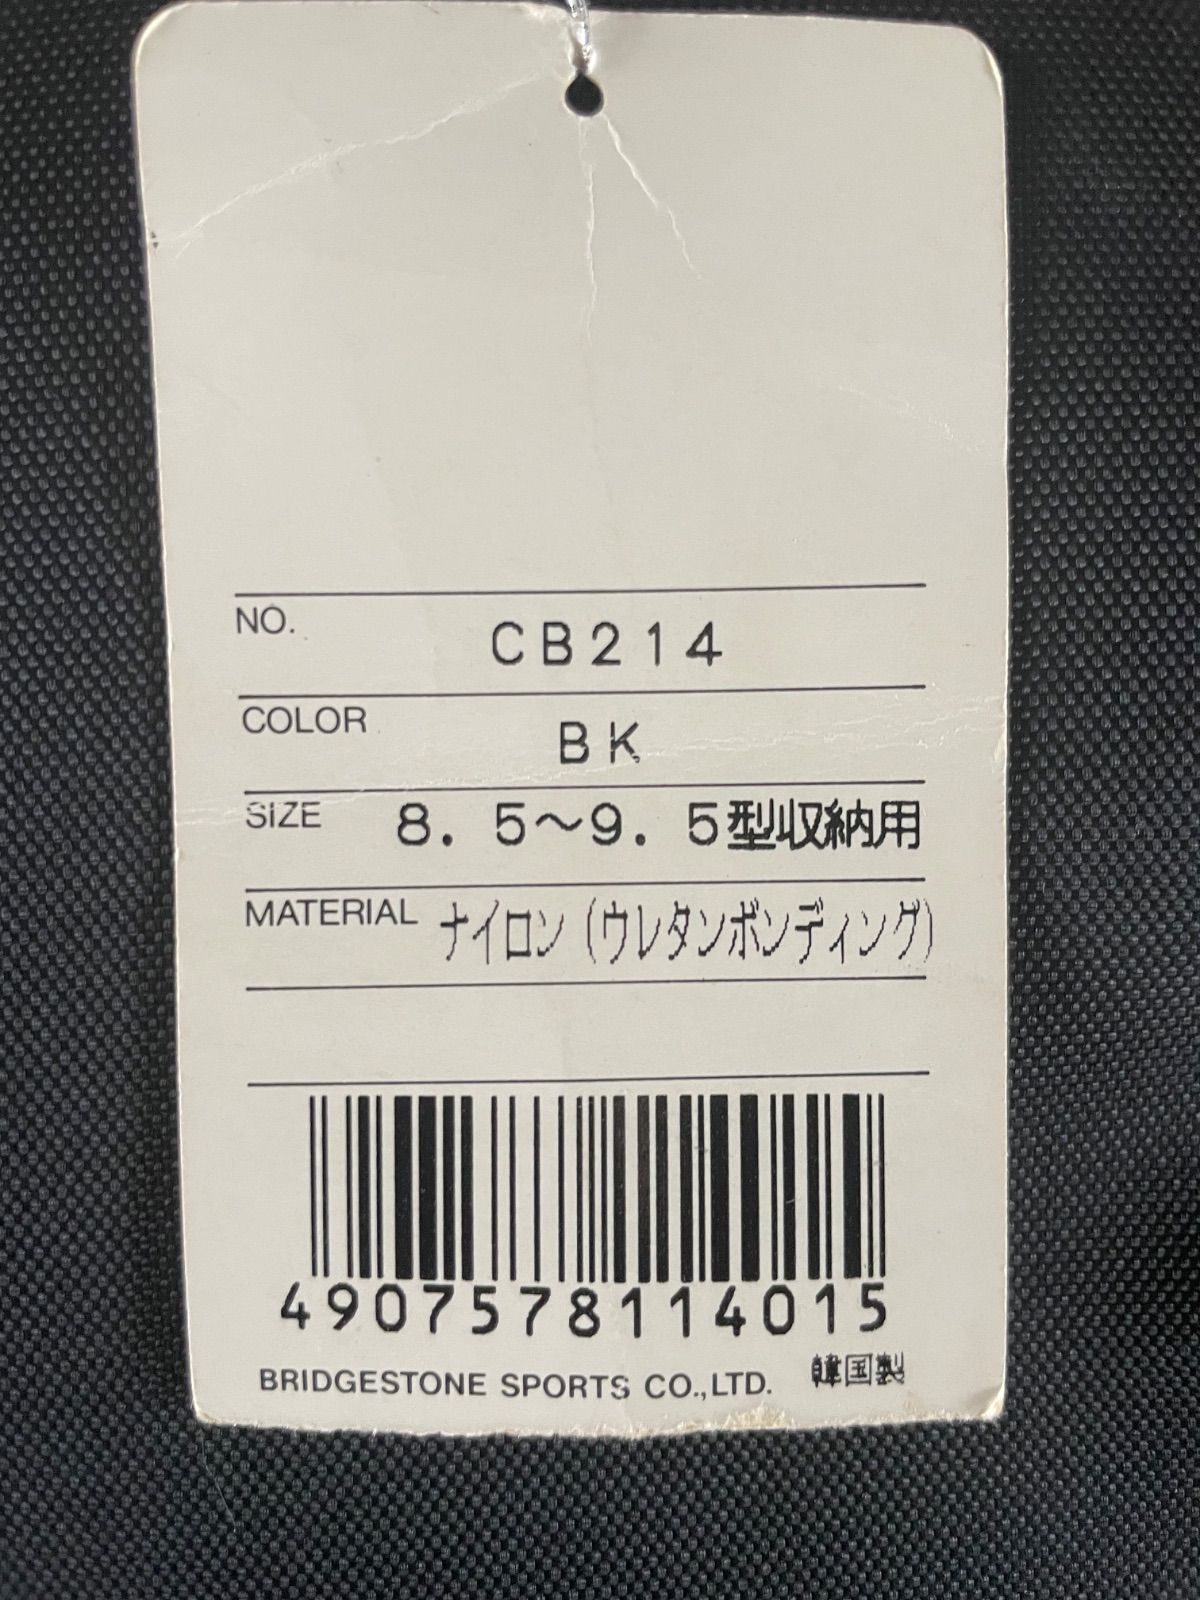 NO. CB214
COLOR BK
SIZE 8.5～9.5型収納用
MATERIAL ナイロン(ウレタンボンディング)
4907578114015
BRIDGESTONE SPORTS CO.,LTD. 韓国製